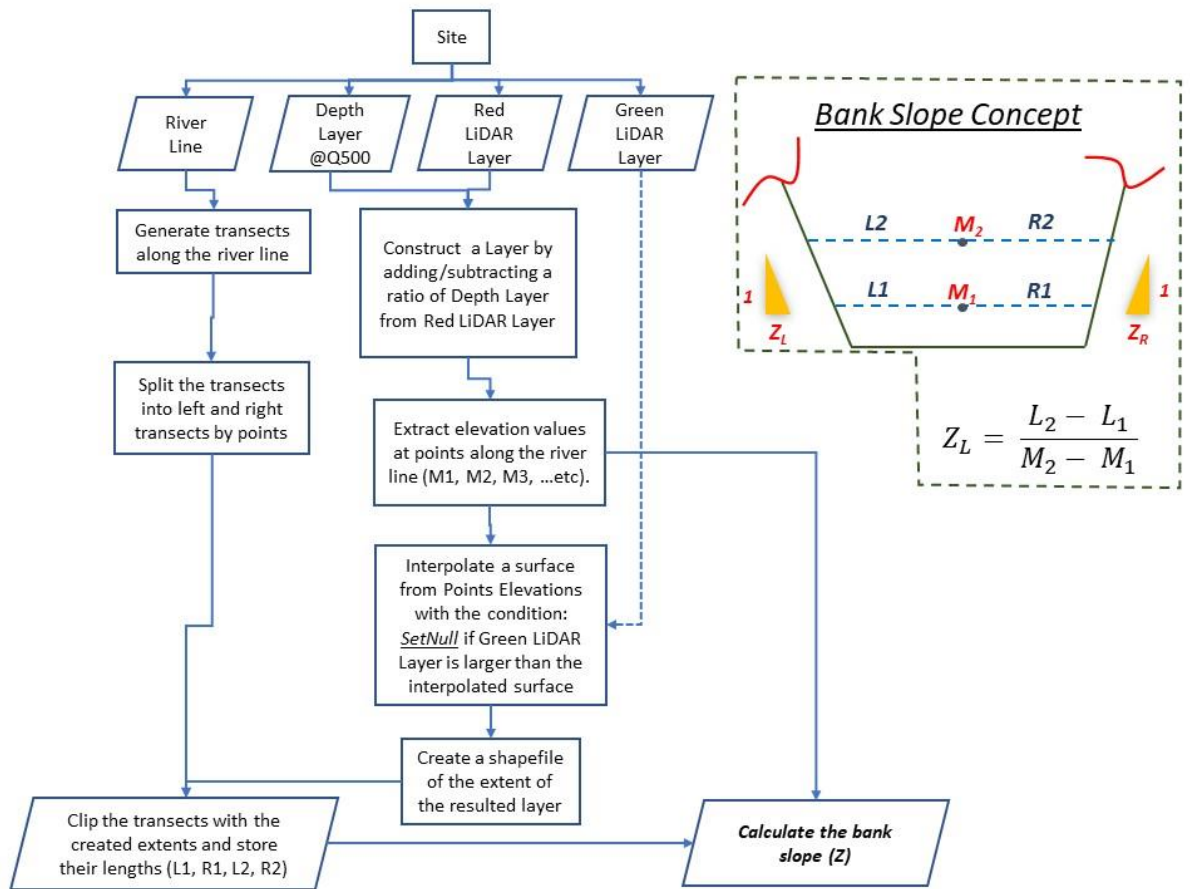 Site
River
Line
Depth
Layer
@Q500
Red
LiDAR
Layer
Green
LiDAR
Layer
Generate transects
along the river line
Construct a Layer by
adding/subtracting a
ratio of Depth Layer
from Red LiDAR Layer
Split the transects
into left and right
transects by points
Extract elevation values
at points along the river
line (M1, M2, M3, ...etc).
Interpolate a surface
from Points Elevations
with the condition:
SetNull if Green LiDAR
Layer is larger than the
interpolated surface
Create a shapefile
of the extent of
the resulted layer
Clip the transects with the
created extents and store
their lengths (L1, R1, L2, R2)
Calculate the bank
slope (Z)
Bank Slope Concept
L2 M₂ R2
1 L1 M₁ R1 1
Z_L Z_R
Z_L = (L₂ − L₁) / (M₂ − M₁)